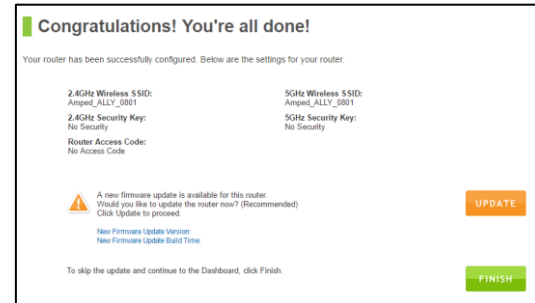 Congratulations! You're all done!
Your router has been successfully configured. Below are the settings for your router.
2.4GHz Wireless SSID:
Amped_ALLY_0801
5GHz Wireless SSID:
Amped_ALLY_0801
2.4GHz Security Key:
No Security
5GHz Security Key:
No Security
Router Access Code:
No Access Code
A new firmware update is available for this router.
Would you like to update the router now? (Recommended)
Click Update to proceed.
UPDATE
New Firmware Update Version:
New Firmware Update Build Time:
To skip the update and continue to the Dashboard, click Finish.
FINISH